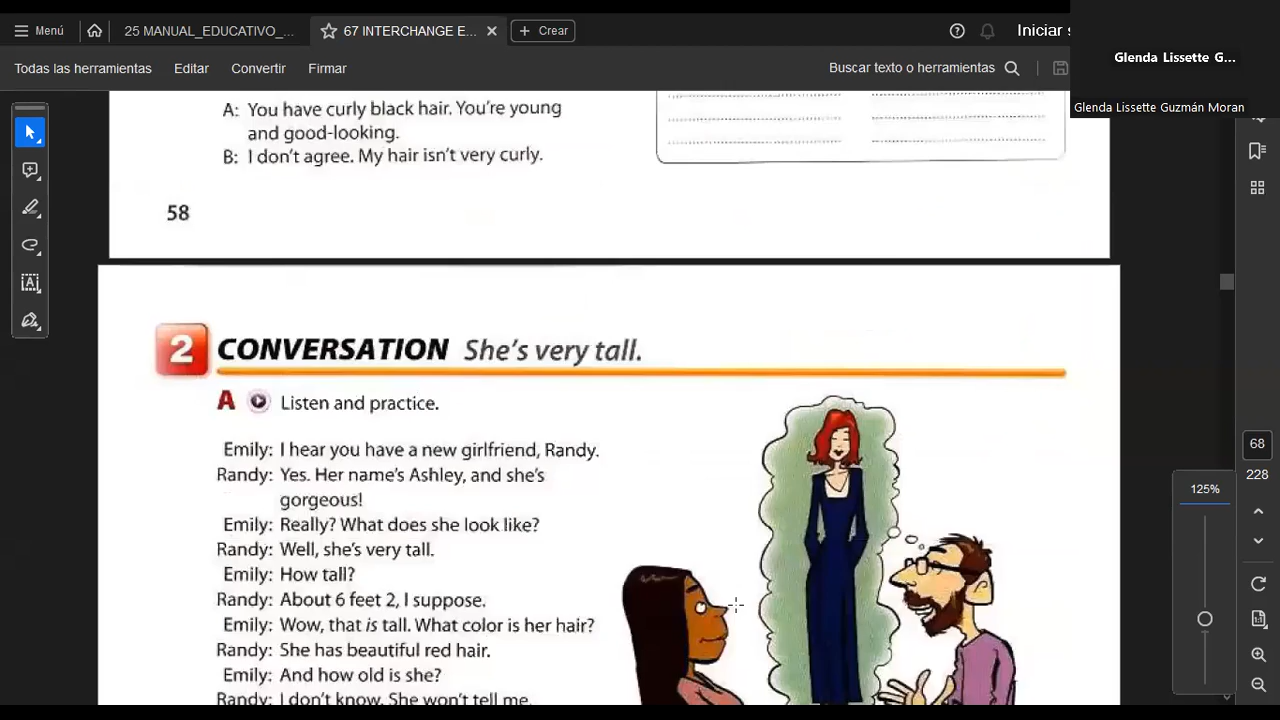 Menú
25 MANUAL_EDUCATIVO_...
67 INTERCHANGE E...
Crear
Iniciar s
Glenda Lissette G...
Glenda Lissette Guzmán Moran
Todas las herramientas
Editar
Convertir
Firmar
Buscar texto o herramientas
A: You have curly black hair. You're young
and good-looking.
B: I don't agree. My hair isn't very curly.
58
2 CONVERSATION She's very tall.
A Listen and practice.
Emily: I hear you have a new girlfriend, Randy.
Randy: Yes. Her name's Ashley, and she's
gorgeous!
Emily: Really? What does she look like?
Randy: Well, she's very tall.
Emily: How tall?
Randy: About 6 feet 2, I suppose.
Emily: Wow, that is tall. What color is her hair?
Randy: She has beautiful red hair.
Emily: And how old is she?
Randy: I don't know. She won't tell me.
68
228
125%